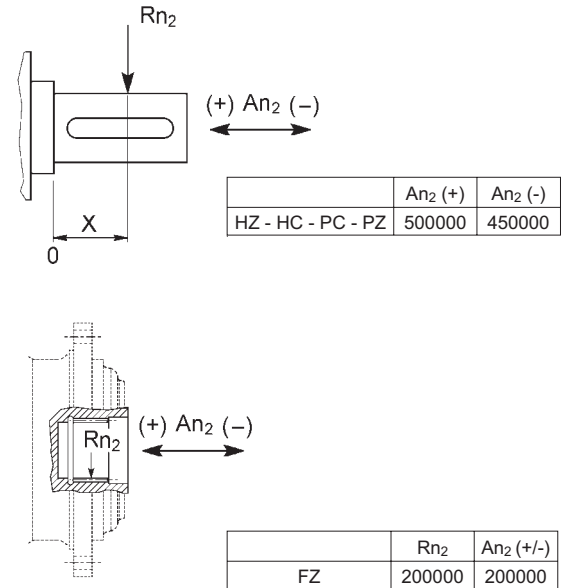 Rn₂
(+) An₂ (−)
X
0
An₂ (+) An₂ (-)
HZ - HC - PC - PZ 500000 450000
Rn₂
(+) An₂ (−)
Rn₂ An₂ (+/-)
FZ 200000 200000